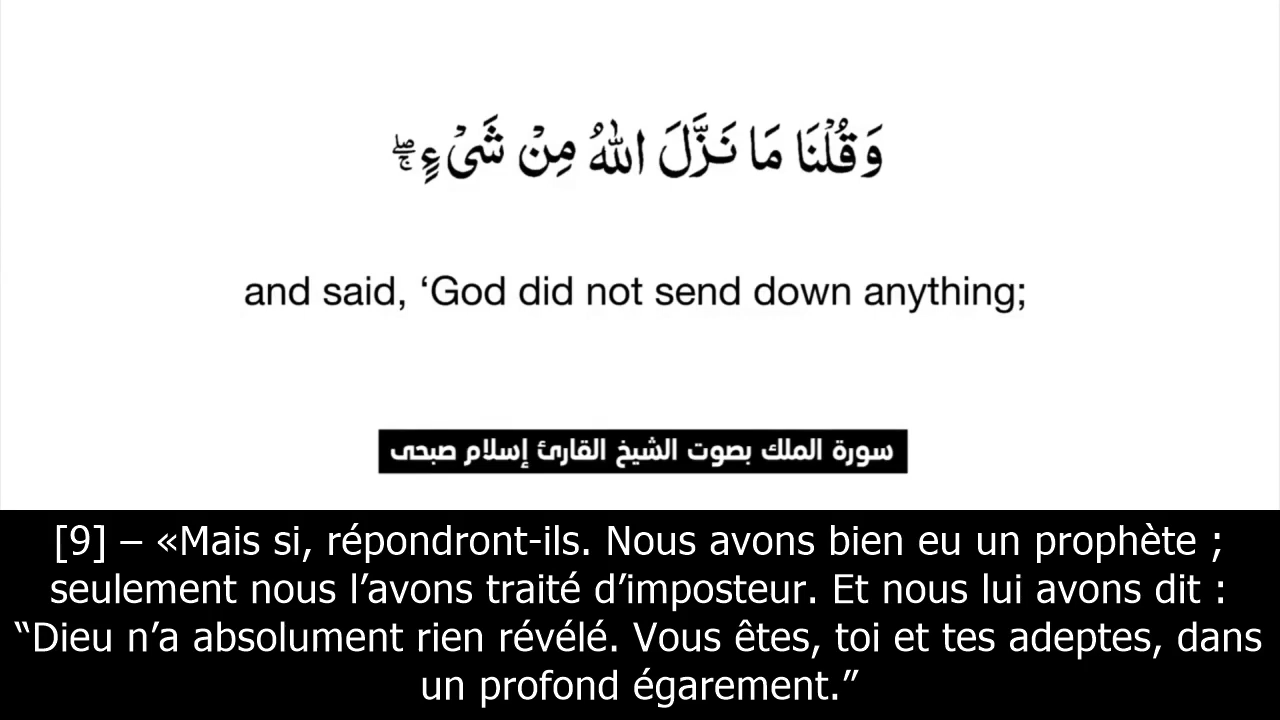 وَقُلْنَا مَا نَزَّلَ اللهُ مِنْ شَىْءٍ ۖۚ
and said, ‘God did not send down anything;
سورة الملك بصوت الشيخ القارئ إسلام صبحى
[9] – «Mais si, répondront-ils. Nous avons bien eu un prophète ;
seulement nous l’avons traité d’imposteur. Et nous lui avons dit :
“Dieu n’a absolument rien révélé. Vous êtes, toi et tes adeptes, dans
un profond égarement.”